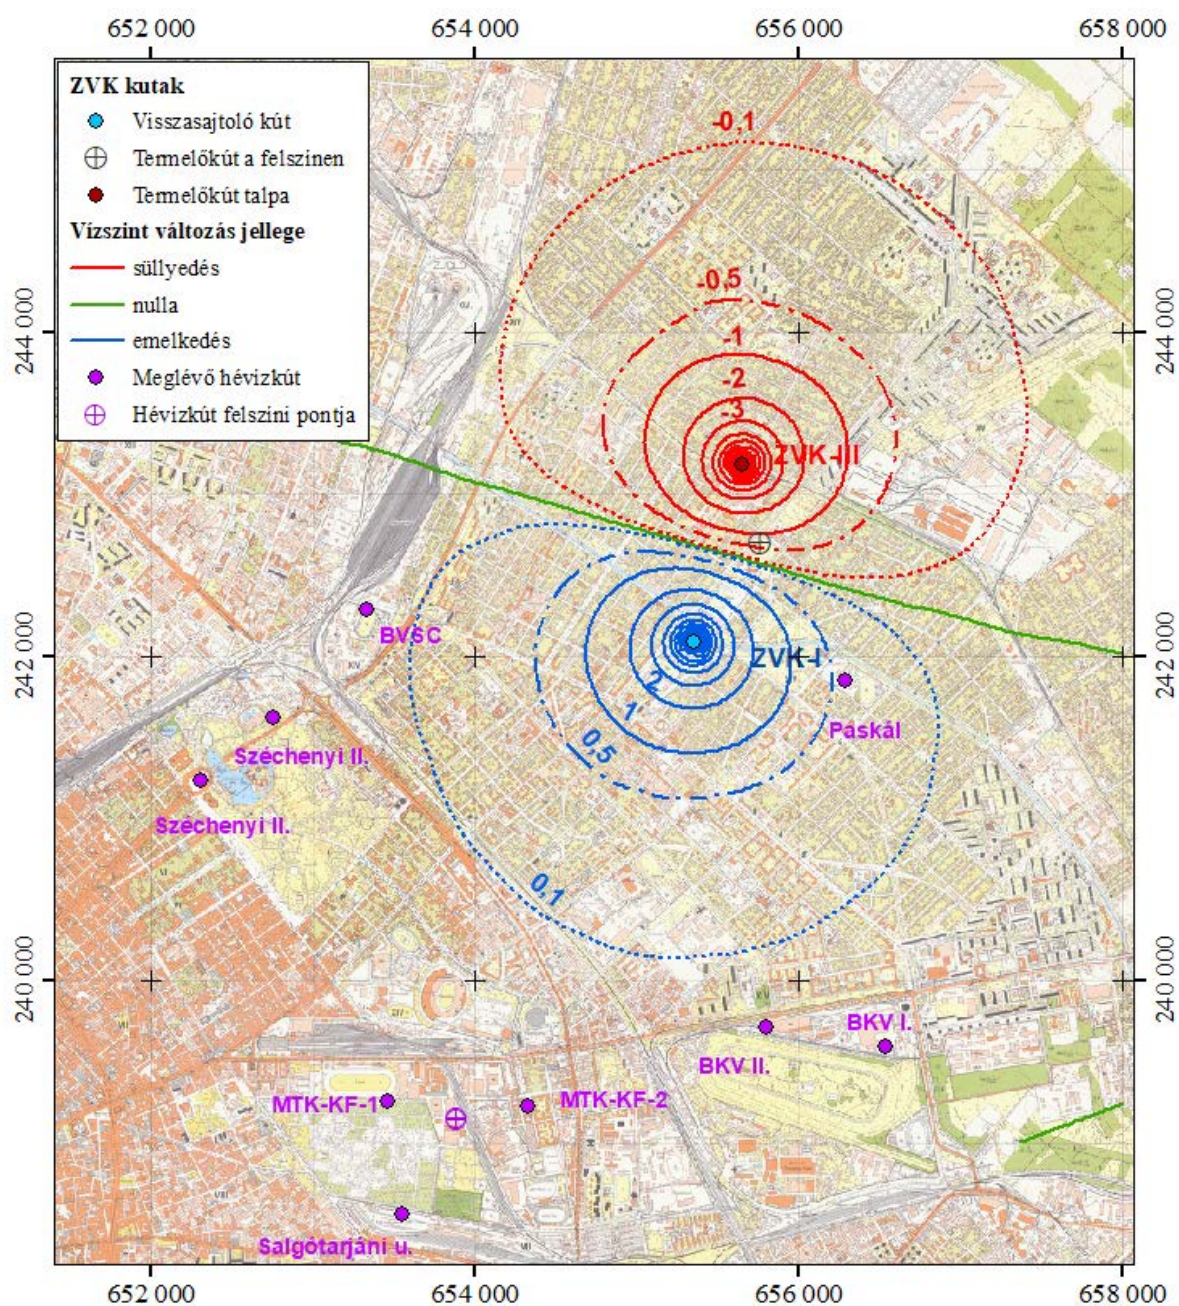 652 000 654 000 656 000 658 000
ZVK kutak
Visszasajtoló kút
Termelőkút a felszínen
Termelőkút talpa
Vízszint változás jellege
süllyedés
nulla
emelkedés
Meglévő hévízkút
Hévízkút felszíni pontja
-0,1
-0,5
244 000 244 000
-1
-2
-3
ZVK-III
BVSC
242 000 242 000
ZVK-I
2
1
Paskál
0,5
Széchenyi II.
Széchenyi II.
0,1
240 000 240 000
BKV I.
BKV II.
MTK-KF-1
MTK-KF-2
Salgótarjáni u.
652 000 654 000 656 000 658 000